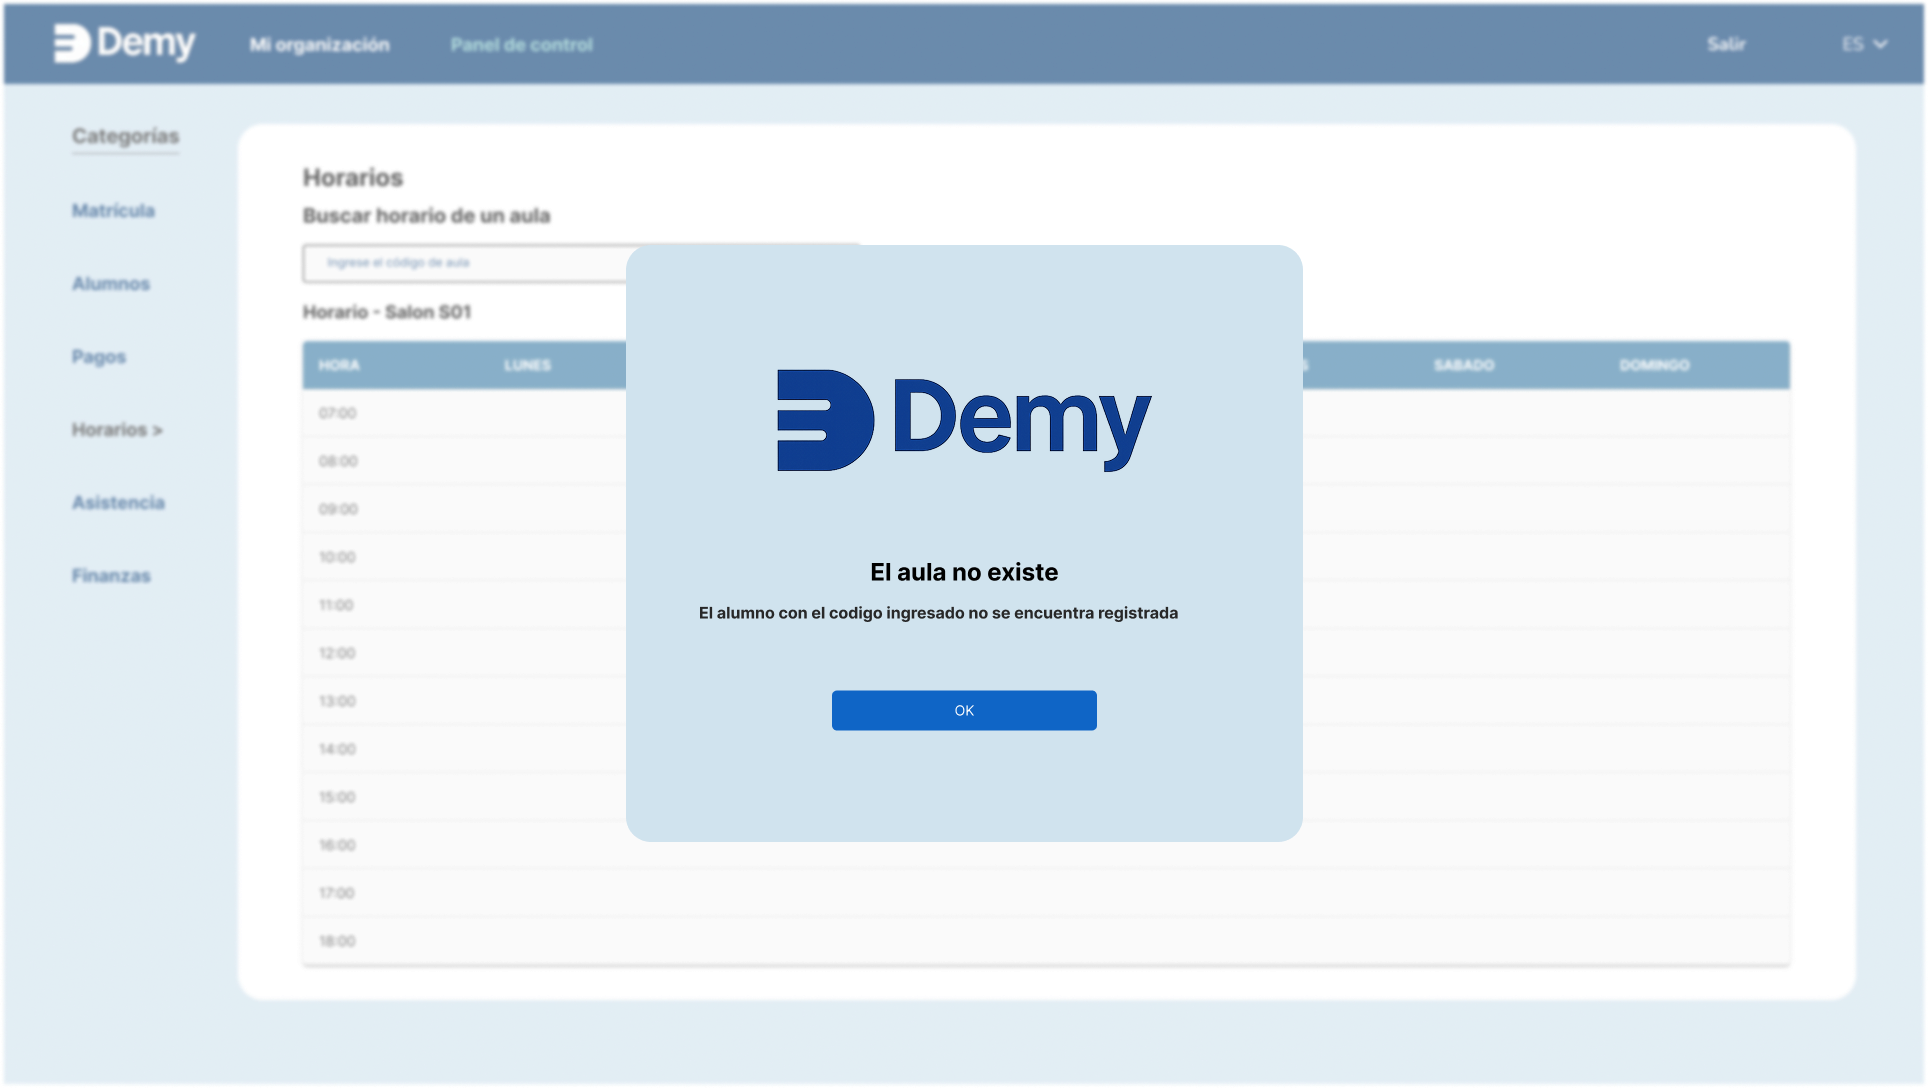 Demy
Mi organización
Panel de control
Salir
ES
Categorías
Matrícula
Alumnos
Pagos
Horarios >
Asistencia
Finanzas
Horarios
Buscar horario de un aula
Ingrese el código de aula
Horario - Salon S01
HORA
LUNES
S
SABADO
DOMINGO
07:00
08:00
09:00
10:00
11:00
12:00
13:00
14:00
15:00
16:00
17:00
18:00
Demy
El aula no existe
El alumno con el codigo ingresado no se encuentra registrada
OK